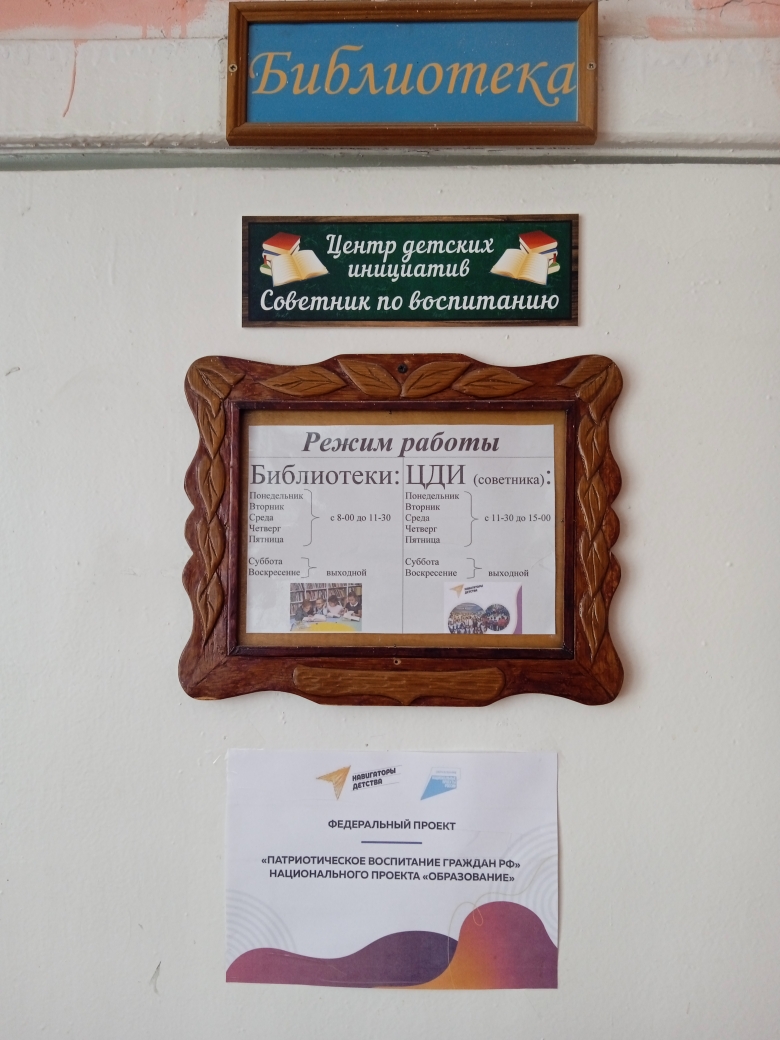 Библиотека
Центр детских
инициатив
Советник по воспитанию
Режим работы
Библиотеки:
Понедельник
Вторник
Среда
Четверг
Пятница
с 8-00 до 11-30
Суббота
Воскресение
выходной
ЦДИ (советника):
Понедельник
Вторник
Среда
Четверг
Пятница
с 11-30 до 15-00
Суббота
Воскресение
выходной
НАВИГАТОРЫ
ДЕТСТВА
ФЕДЕРАЛЬНЫЙ ПРОЕКТ
«ПАТРИОТИЧЕСКОЕ ВОСПИТАНИЕ ГРАЖДАН РФ»
НАЦИОНАЛЬНОГО ПРОЕКТА «ОБРАЗОВАНИЕ»